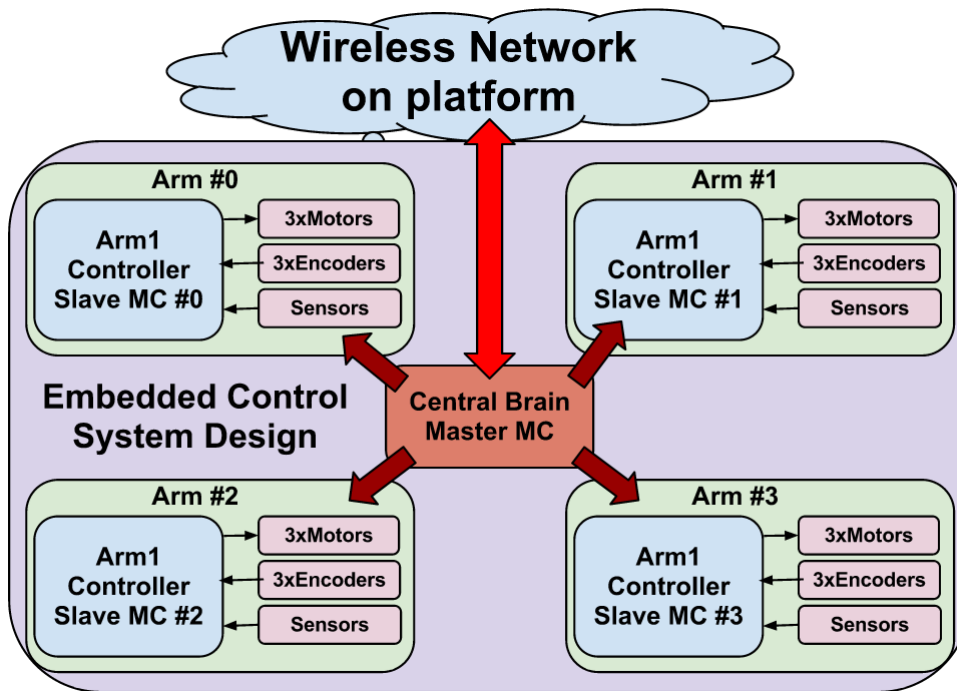 Wireless Network
on platform
Arm #0
Arm1
Controller
Slave MC #0
3xMotors
3xEncoders
Sensors
Arm #1
Arm1
Controller
Slave MC #1
3xMotors
3xEncoders
Sensors
Embedded Control
System Design
Central Brain
Master MC
Arm #2
Arm1
Controller
Slave MC #2
3xMotors
3xEncoders
Sensors
Arm #3
Arm1
Controller
Slave MC #3
3xMotors
3xEncoders
Sensors